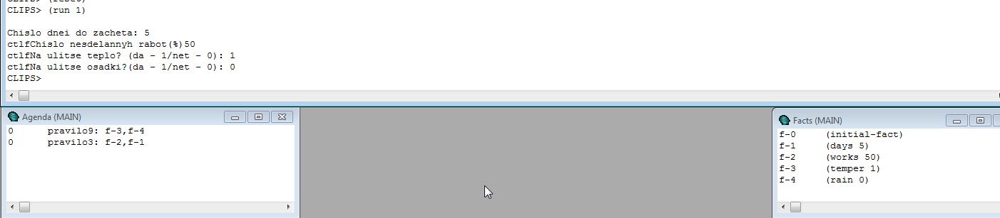 CLIPS> (reset)
CLIPS> (run 1)
Chislo dnei do zacheta: 5
ctlfChislo nesdelannyh rabot(%)50
ctlfNa ulitse teplo? (da - 1/net - 0): 1
ctlfNa ulitse osadki?(da - 1/net - 0): 0
CLIPS>
Agenda (MAIN)
0 pravilo9: f-3,f-4
0 pravilo3: f-2,f-1
Facts (MAIN)
f-0 (initial-fact)
f-1 (days 5)
f-2 (works 50)
f-3 (temper 1)
f-4 (rain 0)